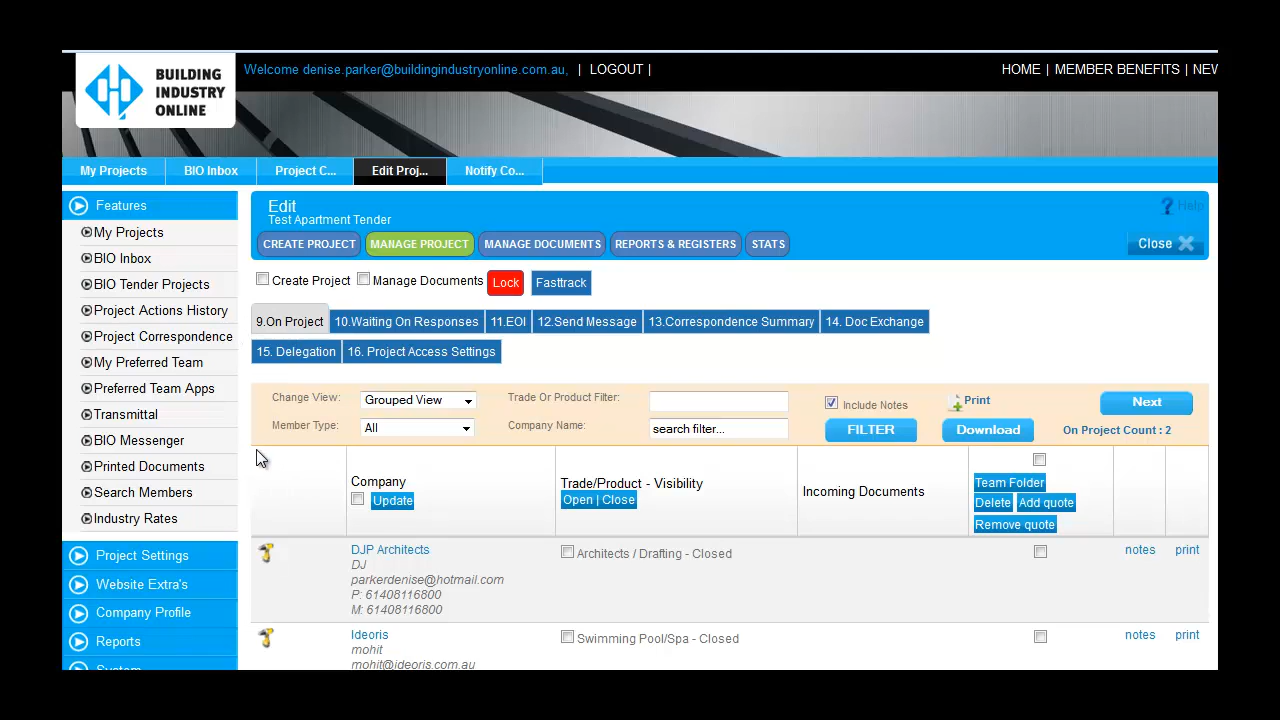 BUILDING
INDUSTRY
ONLINE
Welcome denise.parker@buildingindustryonline.com.au, | LOGOUT |
HOME | MEMBER BENEFITS | NEW
My Projects BIO Inbox Project C... Edit Proj... Notify Co...
Features
My Projects
BIO Inbox
BIO Tender Projects
Project Actions History
Project Correspondence
My Preferred Team
Preferred Team Apps
Transmittal
BIO Messenger
Printed Documents
Search Members
Industry Rates
Project Settings
Website Extra's
Company Profile
Reports
System
Edit
Test Apartment Tender
? Help
CREATE PROJECT MANAGE PROJECT MANAGE DOCUMENTS REPORTS & REGISTERS STATS
Close
Create Project Manage Documents Lock Fasttrack
9.On Project 10.Waiting On Responses 11.EOI 12.Send Message 13.Correspondence Summary 14. Doc Exchange
15. Delegation 16. Project Access Settings
Change View: Grouped View Trade Or Product Filter: Include Notes Print Next
Member Type: All Company Name: search filter... FILTER Download On Project Count : 2
Company
Update
Trade/Product - Visibility
Open | Close
Incoming Documents
Team Folder
Delete Add quote
Remove quote
DJP Architects
DJ
parkerdenise@hotmail.com
P: 61408116800
M: 61408116800
Architects / Drafting - Closed
notes print
Ideoris
mohit
mohit@ideoris.com.au
Swimming Pool/Spa - Closed
notes print